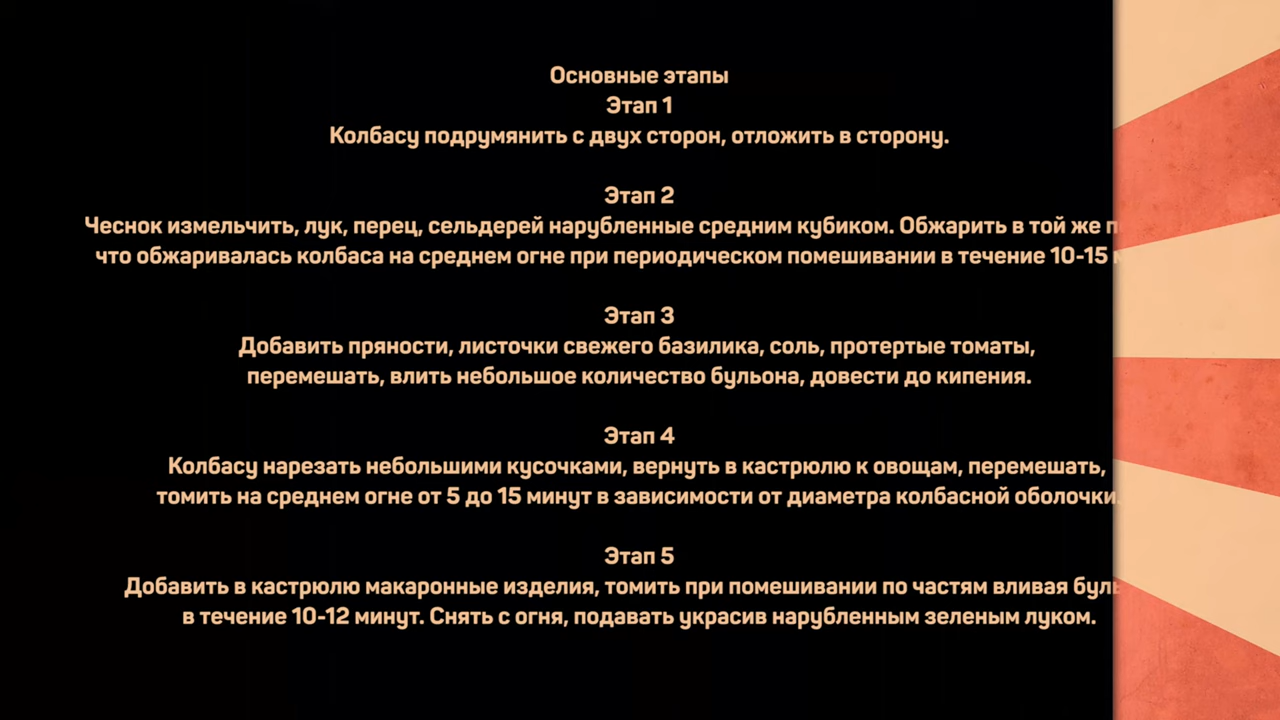 Основные этапы
Этап 1
Колбасу подрумянить с двух сторон, отложить в сторону.
Этап 2
Чеснок измельчить, лук, перец, сельдерей нарубленные средним кубиком. Обжарить в той же
что обжаривалась колбаса на среднем огне при периодическом помешивании в течение 10-15
Этап 3
Добавить пряности, листочки свежего базилика, соль, протертые томаты,
перемешать, влить небольшое количество бульона, довести до кипения.
Этап 4
Колбасу нарезать небольшими кусочками, вернуть в кастрюлю к овощам, перемешать,
томить на среднем огне от 5 до 15 минут в зависимости от диаметра колбасной оболочки.
Этап 5
Добавить в кастрюлю макаронные изделия, томить при помешивании по частям вливая
в течение 10-12 минут. Снять с огня, подавать украсив нарубленным зеленым луком.